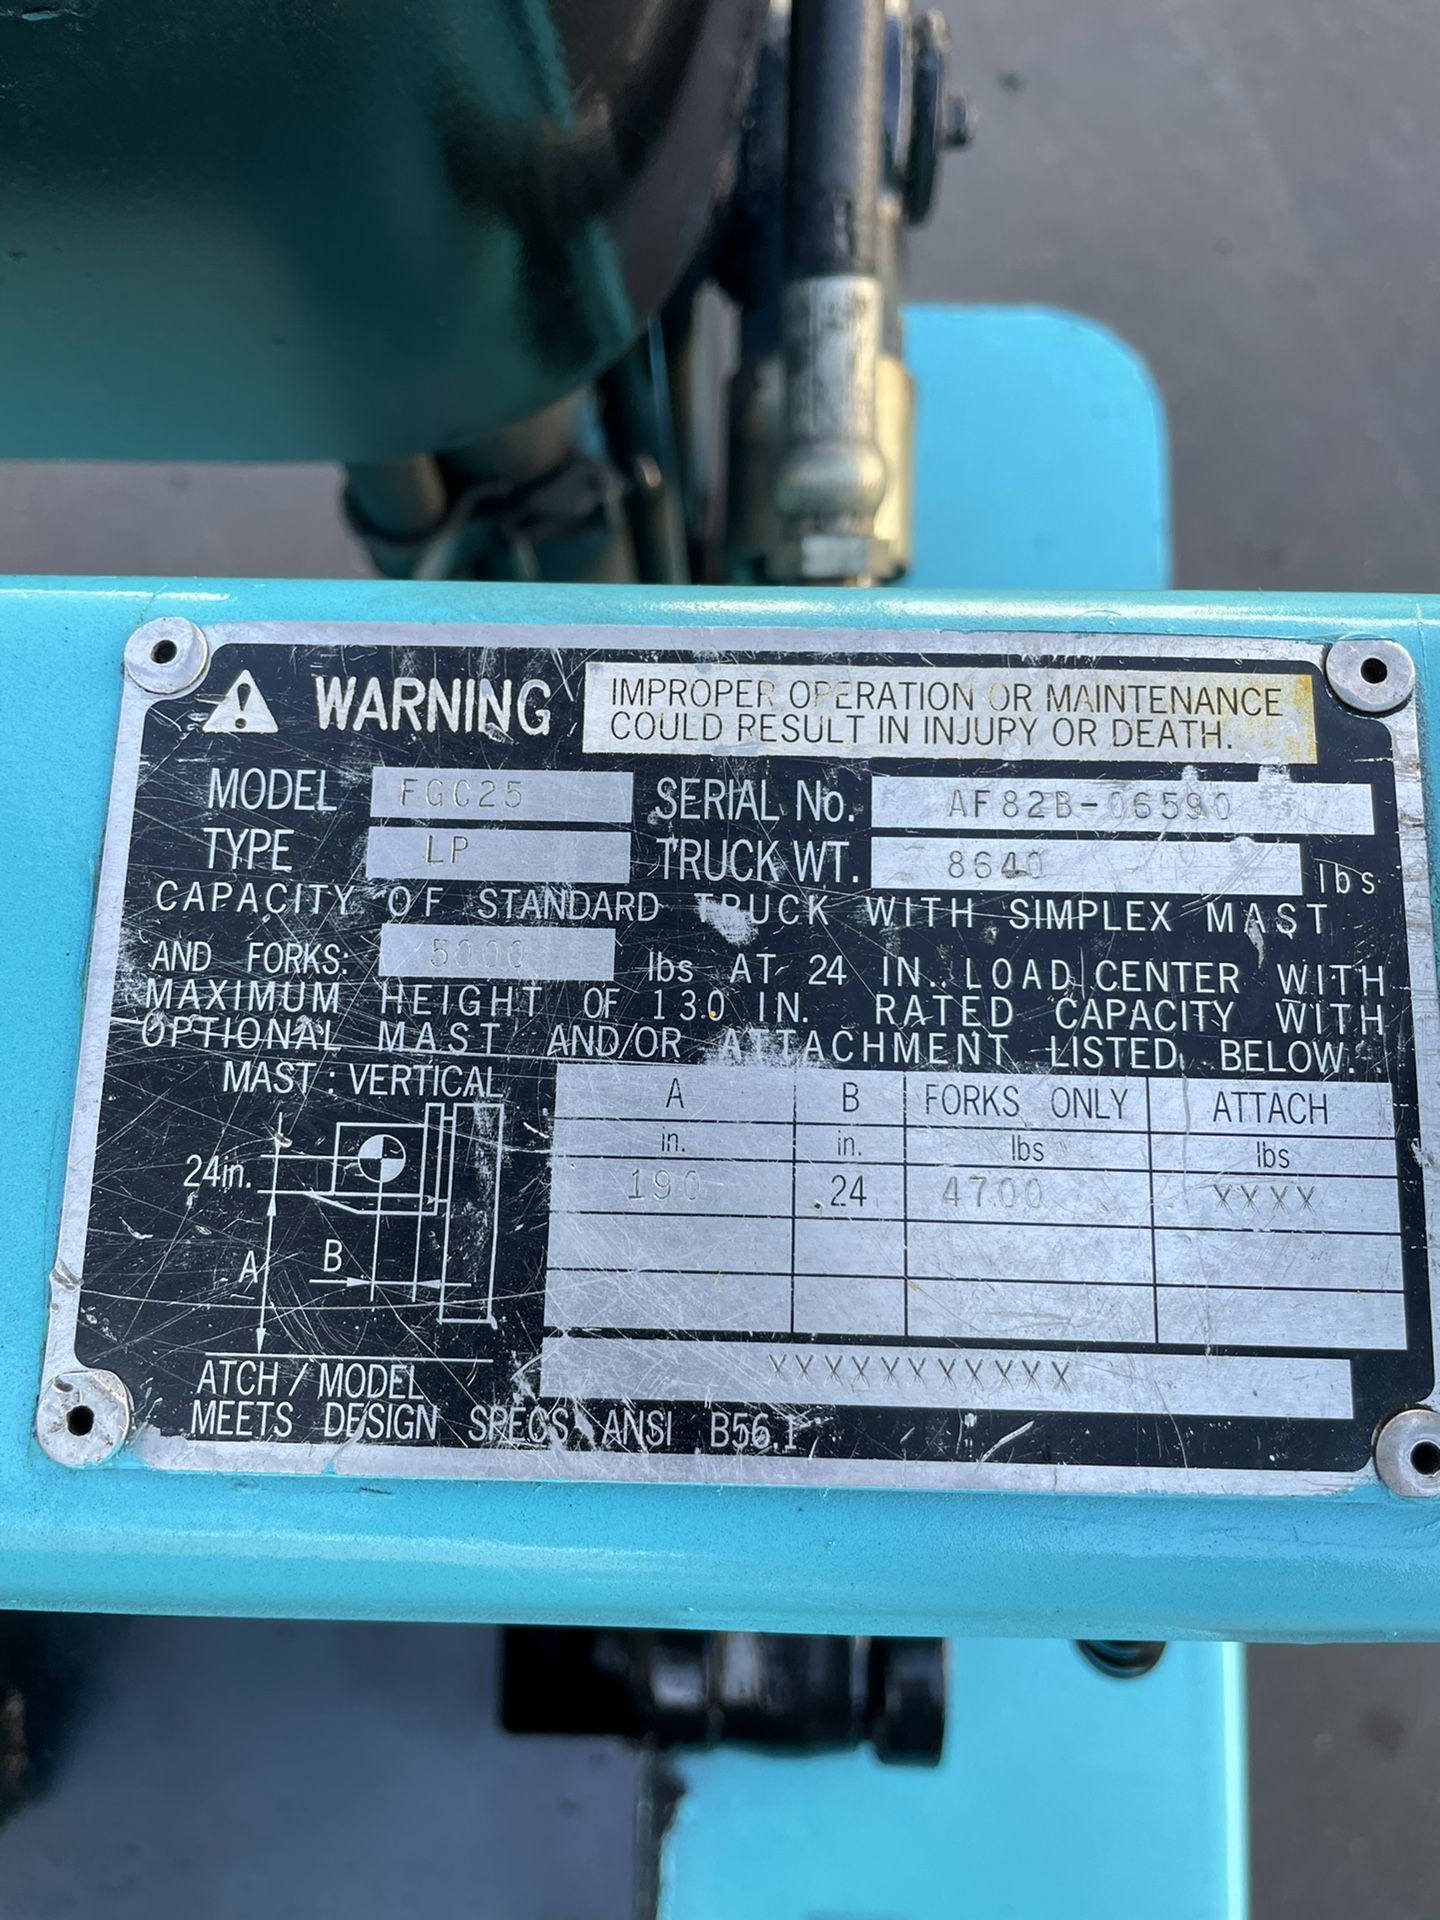 WARNING IMPROPER OPERATION OR MAINTENANCE
COULD RESULT IN INJURY OR DEATH.
MODEL FGC25 SERIAL No. AF82B-06590
TYPE LP TRUCK WT. 8640 lbs
CAPACITY OF STANDARD TRUCK WITH SIMPLEX MAST
AND FORKS: 5000 lbs AT 24 IN. LOAD CENTER WITH
MAXIMUM HEIGHT OF 130 IN. RATED CAPACITY WITH
OPTIONAL MAST AND/OR ATTACHMENT LISTED BELOW.
MAST : VERTICAL
A B FORKS ONLY ATTACH
in. in. lbs lbs
190 24 4700 XXXX
24in.
A B
XXXXXXXXXXX
ATCH / MODEL
MEETS DESIGN SPECS ANSI B56.1